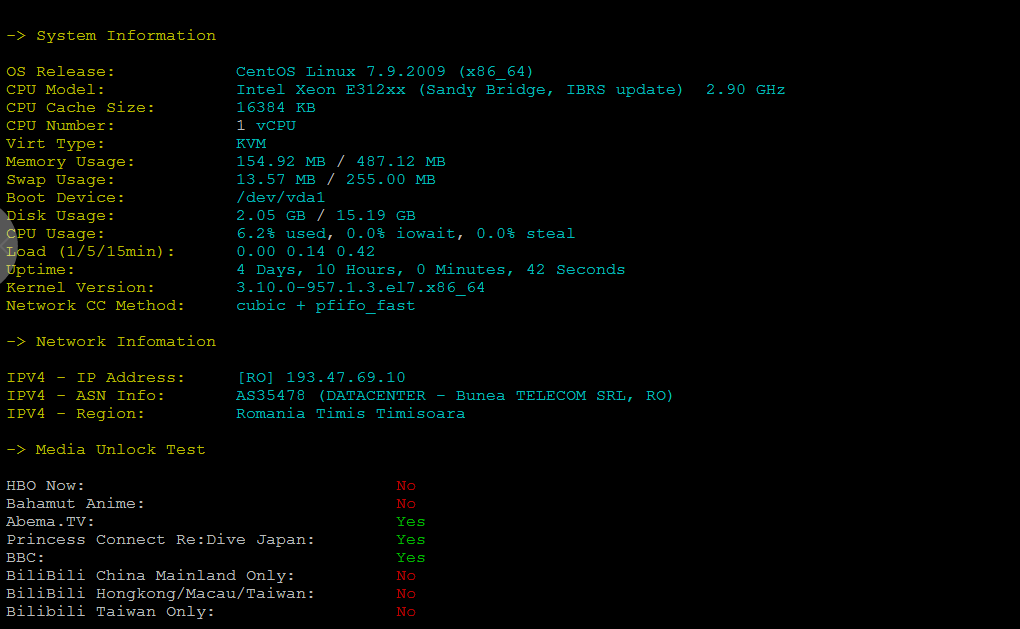 -> System Information
OS Release: CentOS Linux 7.9.2009 (x86_64)
CPU Model: Intel Xeon E312xx (Sandy Bridge, IBRS update)  2.90 GHz
CPU Cache Size: 16384 KB
CPU Number: 1 vCPU
Virt Type: KVM
Memory Usage: 154.92 MB / 487.12 MB
Swap Usage: 13.57 MB / 255.00 MB
Boot Device: /dev/vda1
Disk Usage: 2.05 GB / 15.19 GB
CPU Usage: 6.2% used, 0.0% iowait, 0.0% steal
Load (1/5/15min): 0.00 0.14 0.42
Uptime: 4 Days, 10 Hours, 0 Minutes, 42 Seconds
Kernel Version: 3.10.0-957.1.3.el7.x86_64
Network CC Method: cubic + pfifo_fast
-> Network Infomation
IPV4 - IP Address: [RO] 193.47.69.10
IPV4 - ASN Info: AS35478 (DATACENTER - Bunea TELECOM SRL, RO)
IPV4 - Region: Romania Timis Timisoara
-> Media Unlock Test
HBO Now: No
Bahamut Anime: No
Abema.TV: Yes
Princess Connect Re:Dive Japan: Yes
BBC: Yes
BiliBili China Mainland Only: No
BiliBili Hongkong/Macau/Taiwan: No
Bilibili Taiwan Only: No